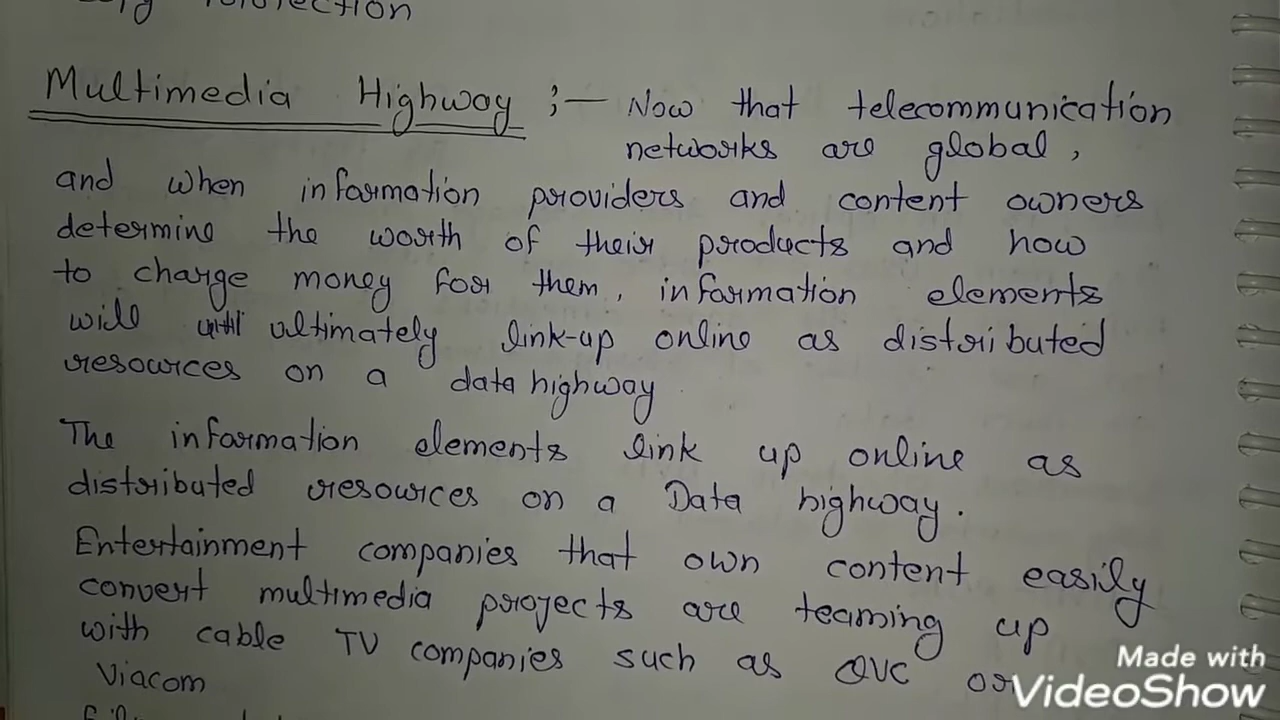 Multimedia Highway :— Now that telecommunication
networks are global,
and when information providers and content owners
determine the worth of their products and how
to charge money for them, information elements
will ultimately link-up online as distributed
resources on a data highway
The information elements link up online as
distributed resources on a Data highway.
Entertainment companies that own content easily
convert multimedia projects are teaming up
with cable TV companies such as QVC or
Viacom
Made with
VideoShow